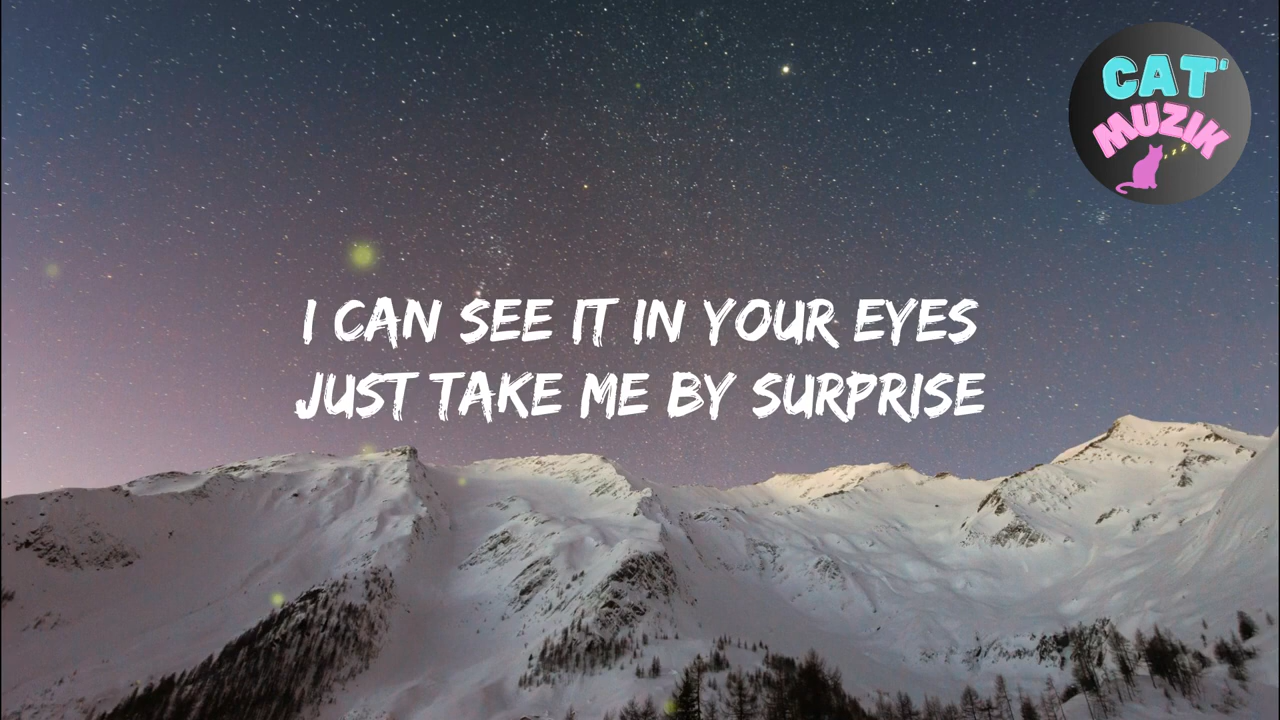 CAT'
MUZIK
z z z
I CAN SEE IT IN YOUR EYES
JUST TAKE ME BY SURPRISE